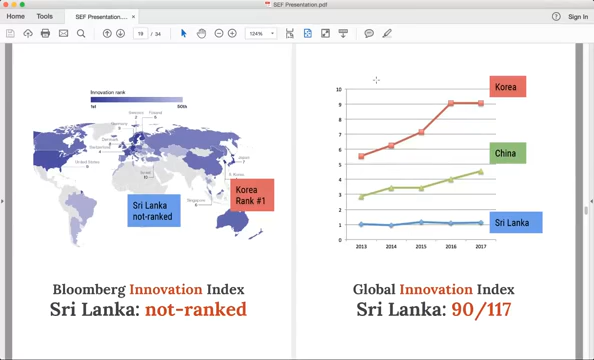 SEF Presentation.pdf
Home
Tools
SEF Presentation....
×
Sign In
19 / 34
124%
Innovation rank
1st
50th
Sri Lanka
not-ranked
Korea
Rank #1
Bloomberg Innovation Index
Sri Lanka: not-ranked
10
9
8
7
6
5
4
3
2
1
0
2013
2014
2015
2016
2017
Korea
China
Sri Lanka
Global Innovation Index
Sri Lanka: 90/117